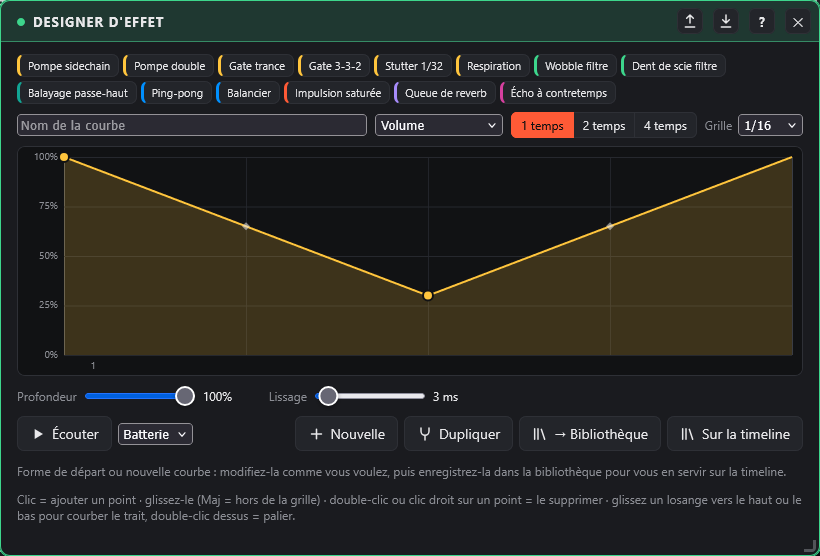 DESIGNER D'EFFET
?
Pompe sidechain
Pompe double
Gate trance
Gate 3-3-2
Stutter 1/32
Respiration
Wobble filtre
Dent de scie filtre
Balayage passe-haut
Ping-pong
Balancier
Impulsion saturée
Queue de reverb
Écho à contretemps
Nom de la courbe
Volume
1 temps
2 temps
4 temps
Grille
1/16
100%
75%
50%
25%
0%
1
Profondeur
100%
Lissage
3 ms
Écouter
Batterie
Nouvelle
Dupliquer
→ Bibliothèque
Sur la timeline
Forme de départ ou nouvelle courbe : modifiez-la comme vous voulez, puis enregistrez-la dans la bibliothèque pour vous en servir sur la timeline.
Clic = ajouter un point · glissez-le (Maj = hors de la grille) · double-clic ou clic droit sur un point = le supprimer · glissez un losange vers le haut ou le
bas pour courber le trait, double-clic dessus = palier.